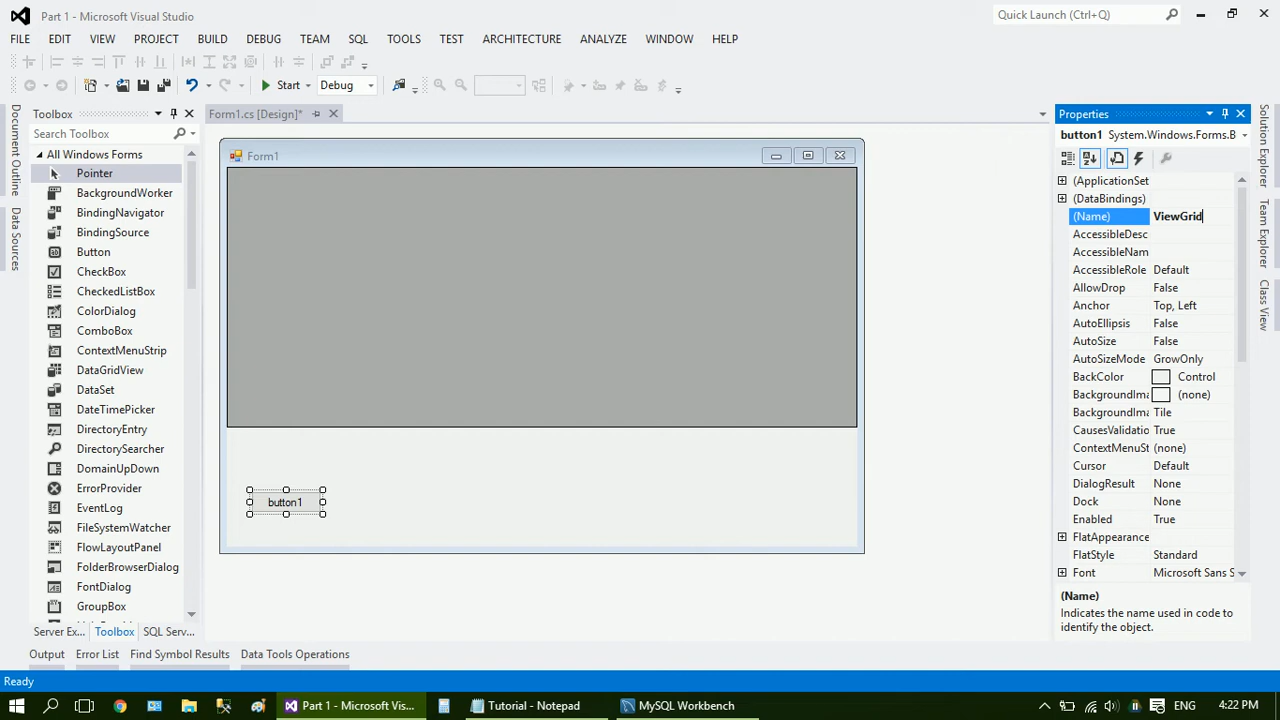 Part 1 - Microsoft Visual Studio
Quick Launch (Ctrl+Q)
FILE EDIT VIEW PROJECT BUILD DEBUG TEAM SQL TOOLS TEST ARCHITECTURE ANALYZE WINDOW HELP
Start Debug
Document Outline
Data Sources
Toolbox
Search Toolbox
All Windows Forms
Pointer
BackgroundWorker
BindingNavigator
BindingSource
Button
CheckBox
CheckedListBox
ColorDialog
ComboBox
ContextMenuStrip
DataGridView
DataSet
DateTimePicker
DirectoryEntry
DirectorySearcher
DomainUpDown
ErrorProvider
EventLog
FileSystemWatcher
FlowLayoutPanel
FolderBrowserDialog
FontDialog
GroupBox
Server Ex... Toolbox SQL Serv...
Form1.cs [Design]*
Form1
button1
Properties
button1 System.Windows.Forms.B
(ApplicationSet
(DataBindings)
(Name) ViewGrid
AccessibleDesc
AccessibleNam
AccessibleRole Default
AllowDrop False
Anchor Top, Left
AutoEllipsis False
AutoSize False
AutoSizeMode GrowOnly
BackColor Control
BackgroundIma (none)
BackgroundIma Tile
CausesValidatio True
ContextMenuSt (none)
Cursor Default
DialogResult None
Dock None
Enabled True
FlatAppearance
FlatStyle Standard
Font Microsoft Sans S
(Name)
Indicates the name used in code to
identify the object.
Solution Explorer
Team Explorer
Class View
Output Error List Find Symbol Results Data Tools Operations
Ready
Part 1 - Microsoft Vis... Tutorial - Notepad MySQL Workbench ENG 4:22 PM